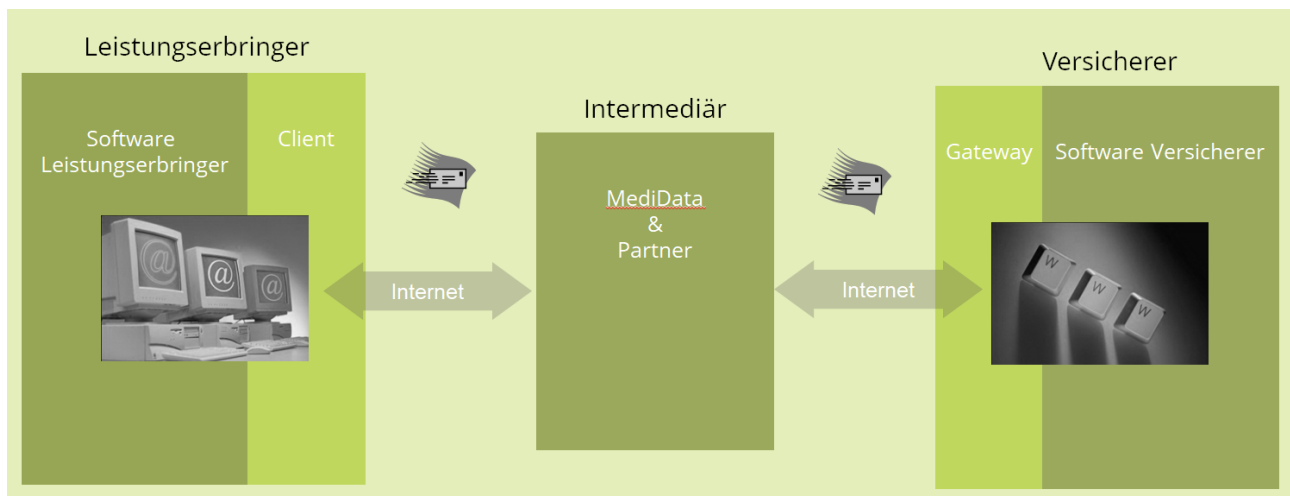 Leistungserbringer
Software
Leistungserbringer
Client
@
@
@
Internet
Intermediär
MediData
&
Partner
Internet
Versicherer
Gateway
Software Versicherer
W
W
W